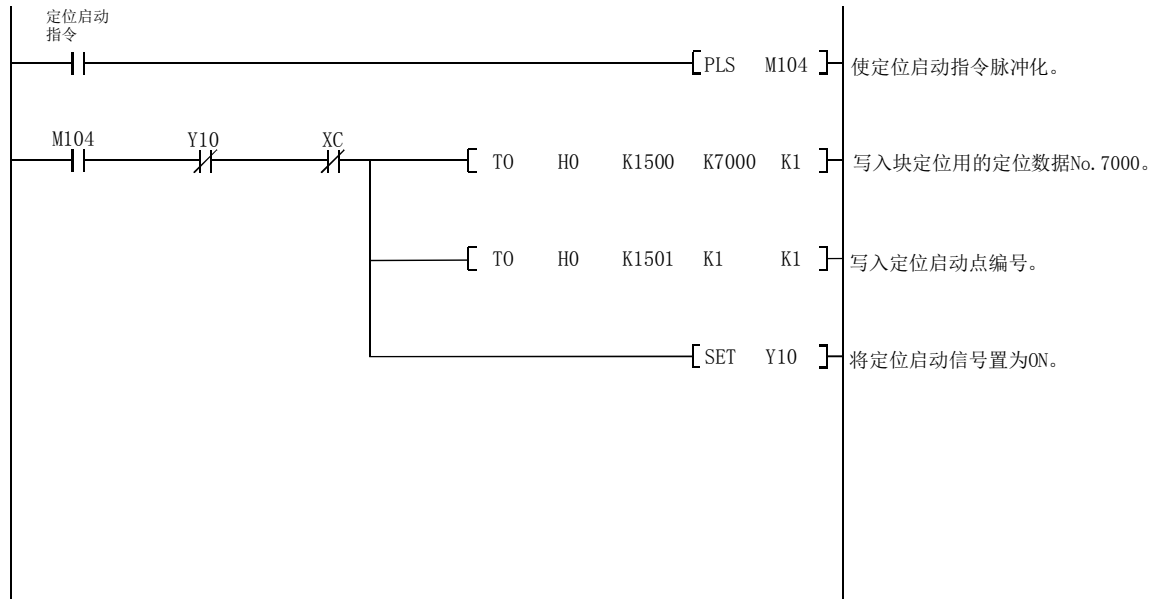 定位启动
指令
PLS M104 使定位启动指令脉冲化。
M104 Y10 XC
TO H0 K1500 K7000 K1 写入块定位用的定位数据No.7000。
TO H0 K1501 K1 K1 写入定位启动点编号。
SET Y10 将定位启动信号置为ON。